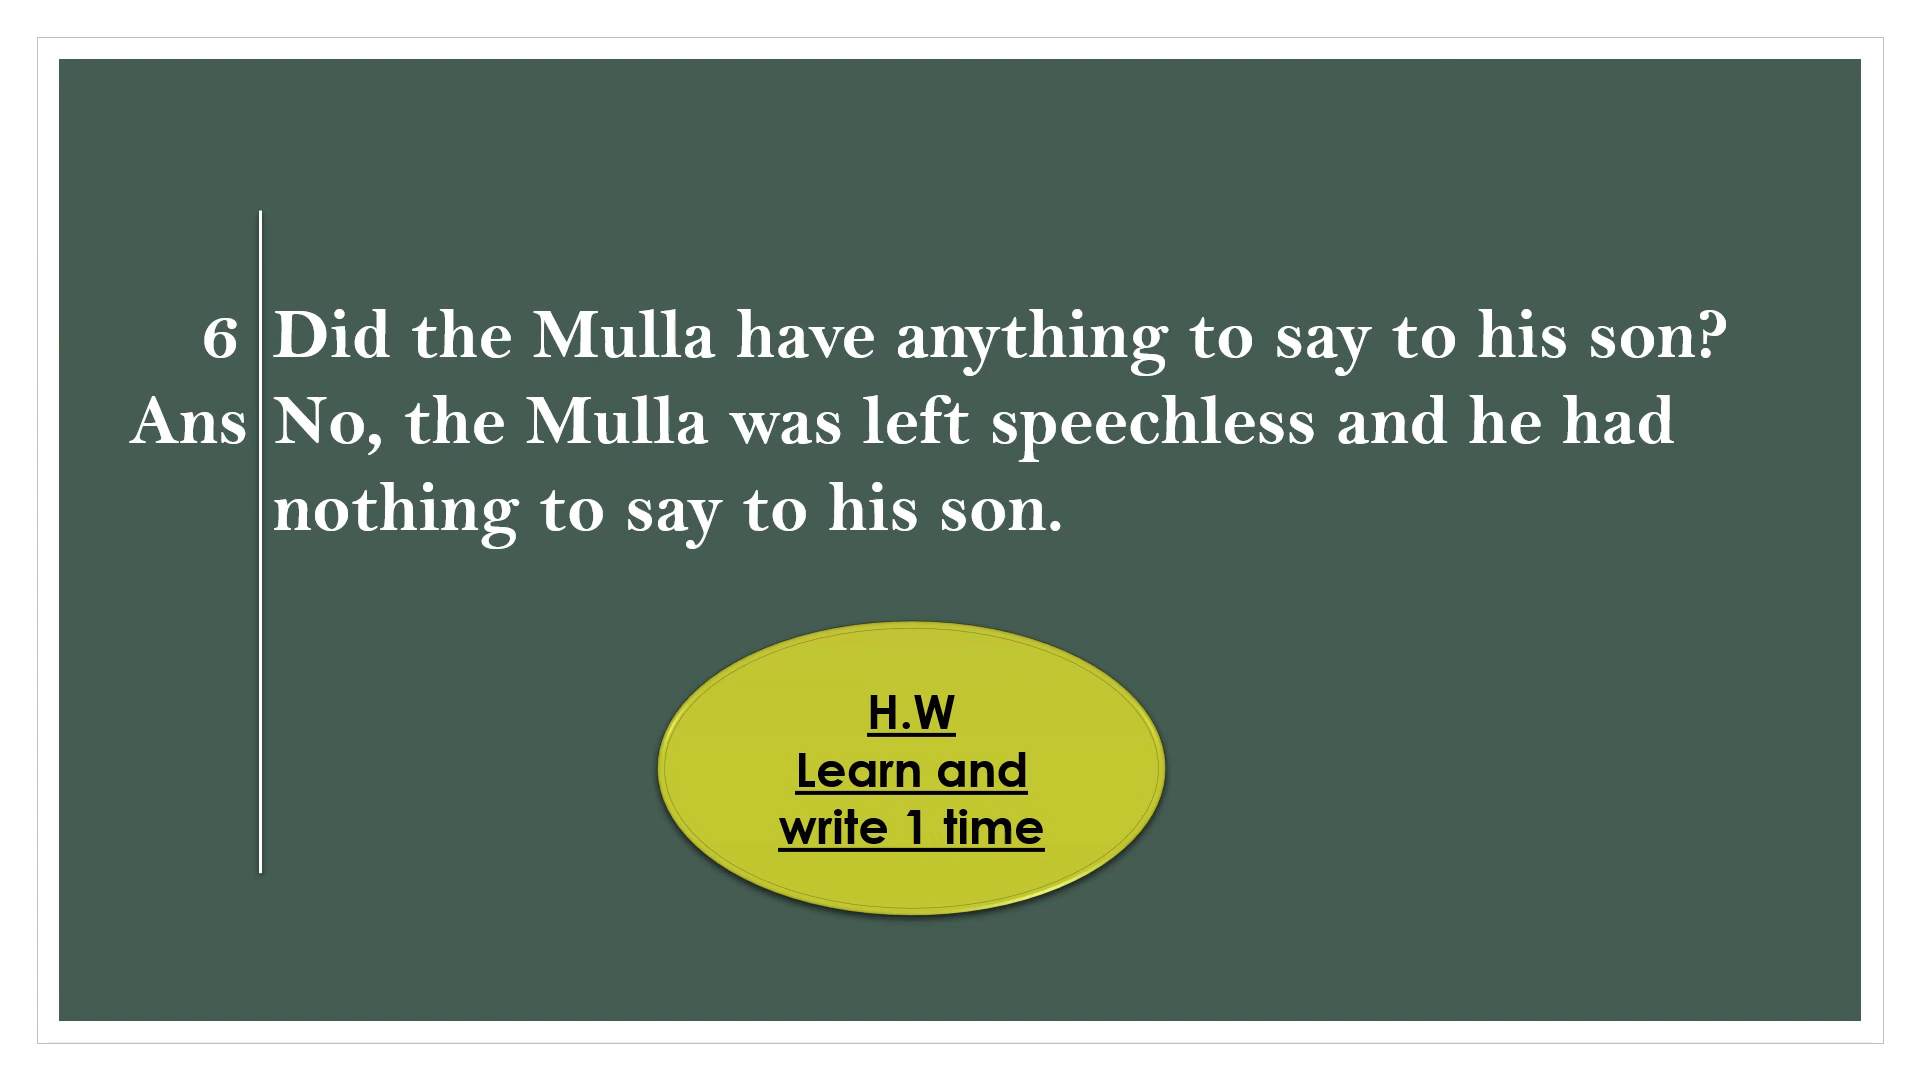 6 Did the Mulla have anything to say to his son?
Ans No, the Mulla was left speechless and he had
nothing to say to his son.
H.W
Learn and
write 1 time